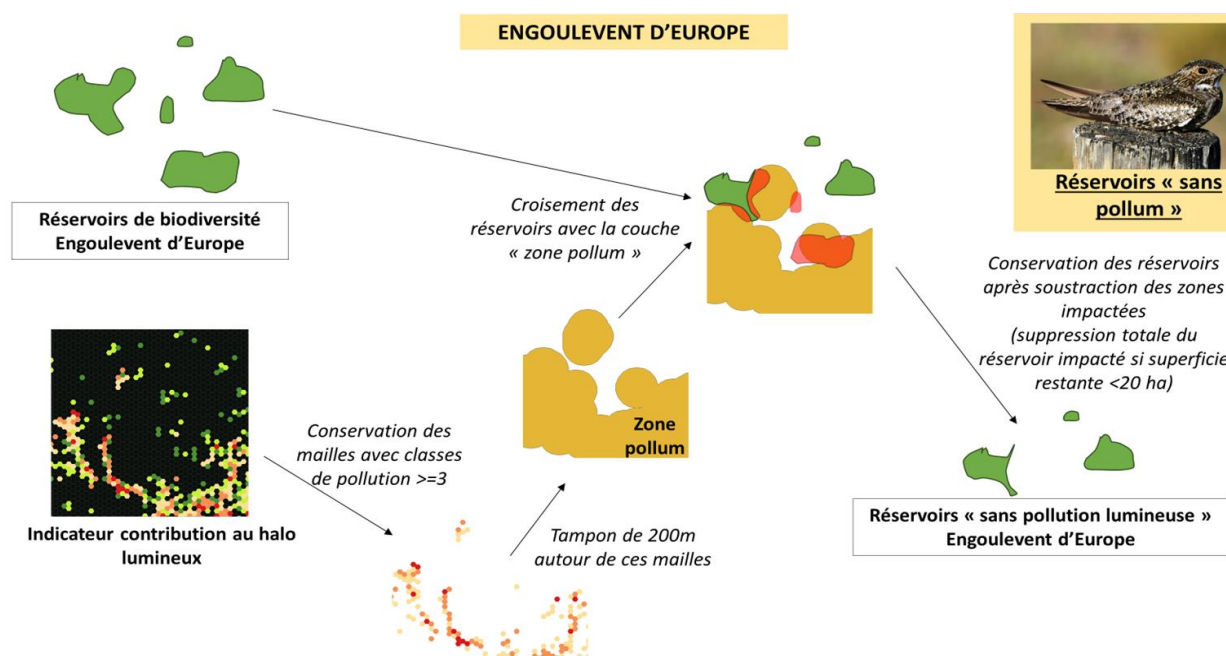 ENGOULEVENT D'EUROPE
Réservoirs « sans
pollum »
Réservoirs de biodiversité
Engoulevent d'Europe
Croisement des
réservoirs avec la couche
« zone pollum »
Conservation des réservoirs
après soustraction des zones
impactées
(suppression totale du
réservoir impacté si superficie
restante <20 ha)
Zone
pollum
Conservation des
mailles avec classes
de pollution >=3
Indicateur contribution au halo
lumineux
Tampon de 200m
autour de ces mailles
Réservoirs « sans pollution lumineuse »
Engoulevent d'Europe